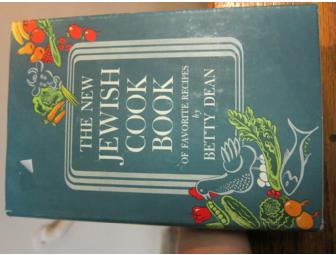 THE NEW
JEWISH
COOK
BOOK
OF FAVORITE RECIPES
by
BETTY DEAN